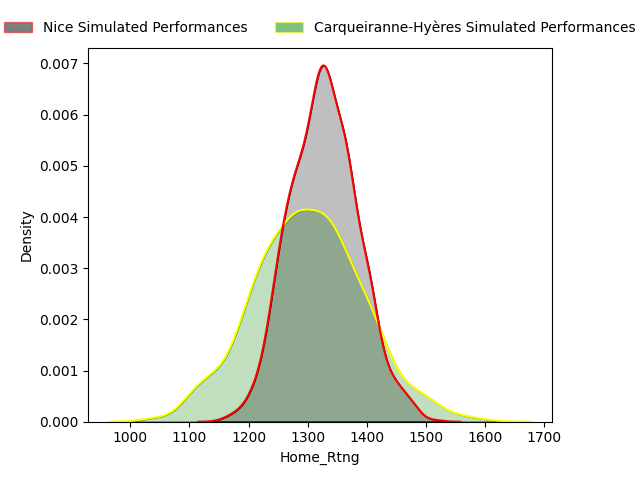 Nice Simulated Performances Carqueiranne-Hyères Simulated Performances
0.007
0.006
0.005
0.004
0.003
0.002
0.001
0.000
Density
1000 1100 1200 1300 1400 1500 1600 1700
Home_Rtng